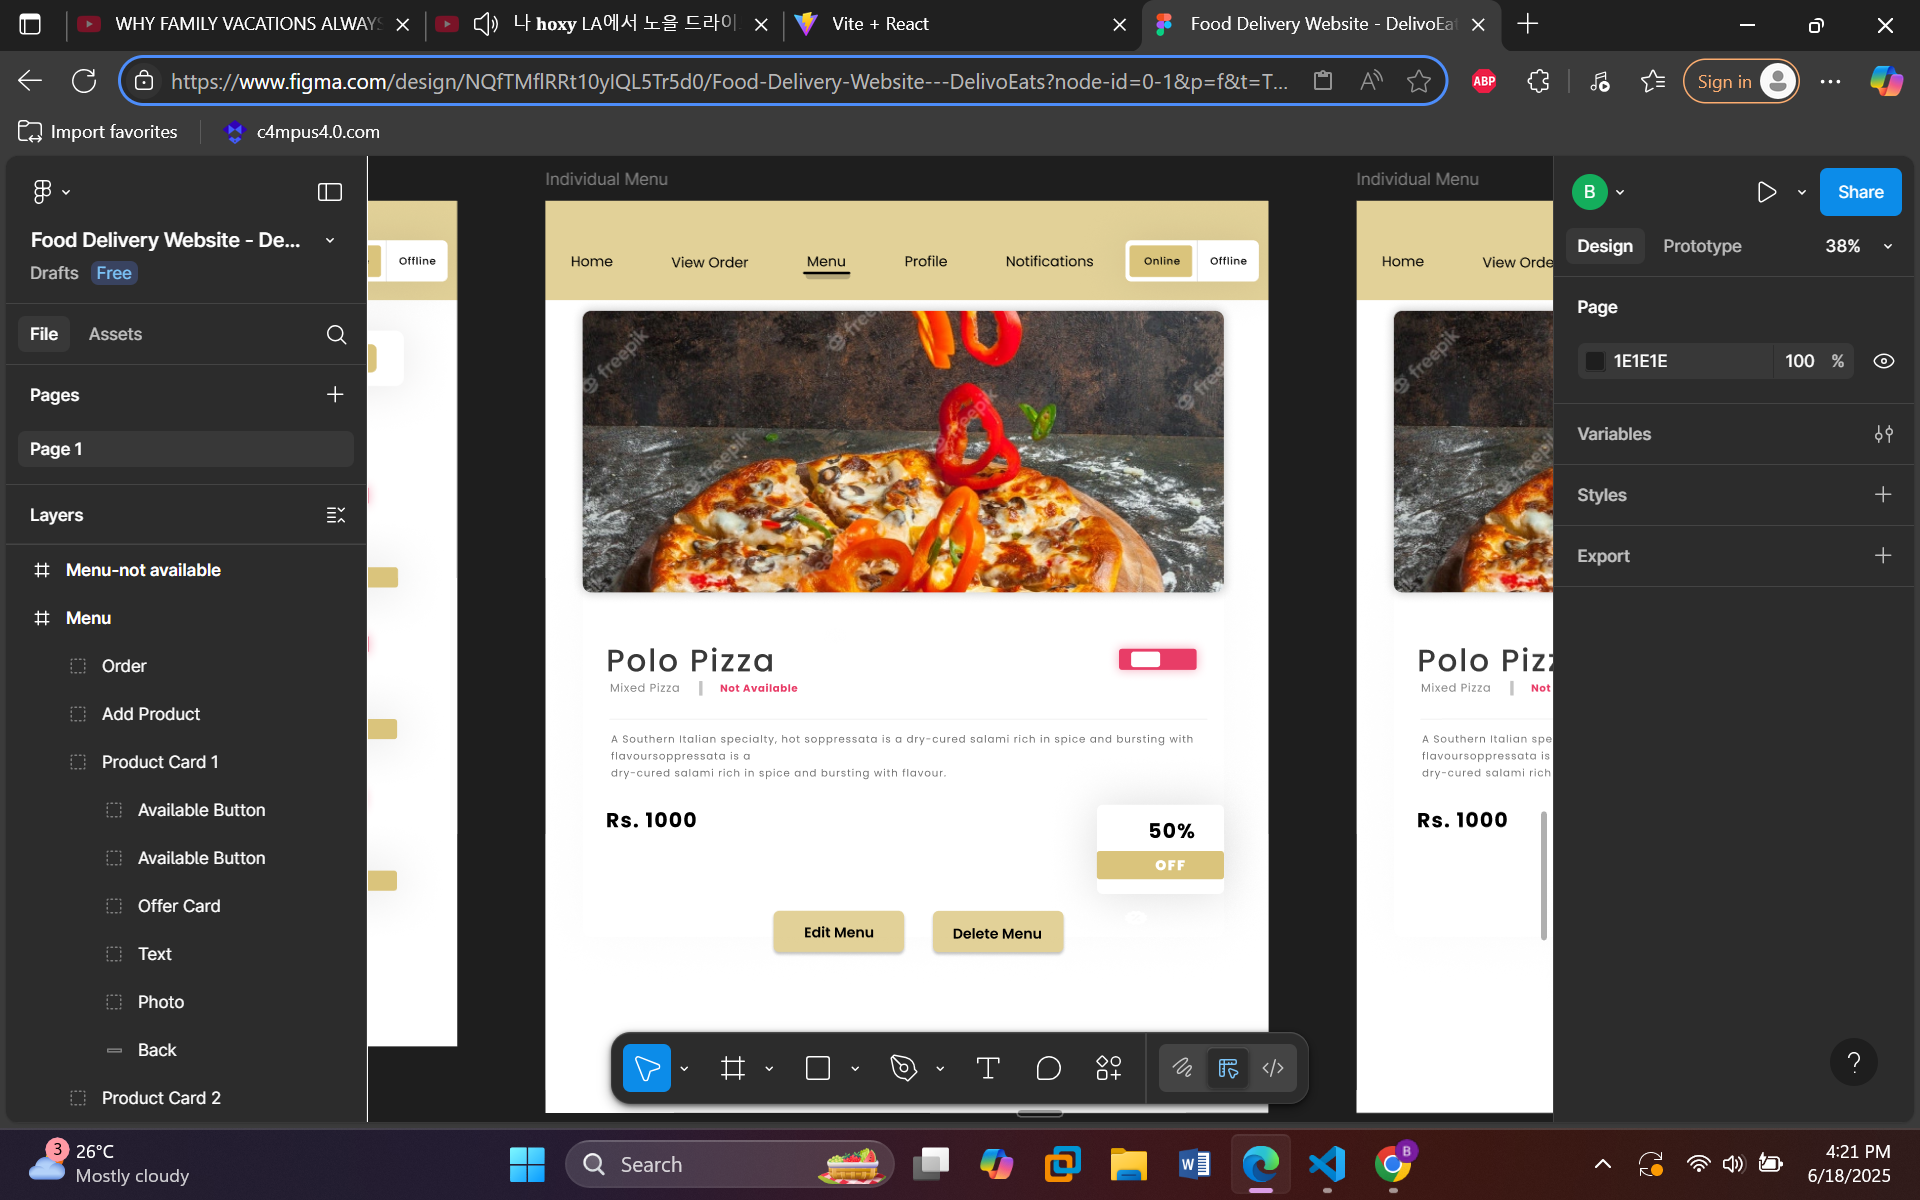 WHY FAMILY VACATIONS ALWAYS
나 hoxy LA에서 노을 드라이
Vite + React
Food Delivery Website - DelivoEat
https://www.figma.com/design/NQfTMflRRt10yIQL5Tr5d0/Food-Delivery-Website---DelivoEats?node-id=0-1&p=f&t=T...
ABP
Sign in
Import favorites
c4mpus4.0.com
Food Delivery Website - De...
Drafts Free
File Assets
Pages
Page 1
Layers
Menu-not available
Menu
Order
Add Product
Product Card 1
Available Button
Available Button
Offer Card
Text
Photo
Back
Product Card 2
Offline
Individual Menu
Home View Order Menu Profile Notifications Online Offline
freepik
Polo Pizza
Mixed Pizza Not Available
A Southern Italian specialty, hot soppressata is a dry-cured salami rich in spice and bursting with
flavoursoppressata is a
dry-cured salami rich in spice and bursting with flavour.
Rs. 1000
50%
OFF
Edit Menu Delete Menu
Individual Menu
Home View Orde
freepik
Polo Pizz
Mixed Pizza Not
A Southern Italian spe
flavoursoppressata is
dry-cured salami rich
Rs. 1000
B
Share
Design Prototype 38%
Page
1E1E1E 100 %
Variables
Styles
Export
?
3
26°C
Mostly cloudy
Search
B
4:21 PM
6/18/2025